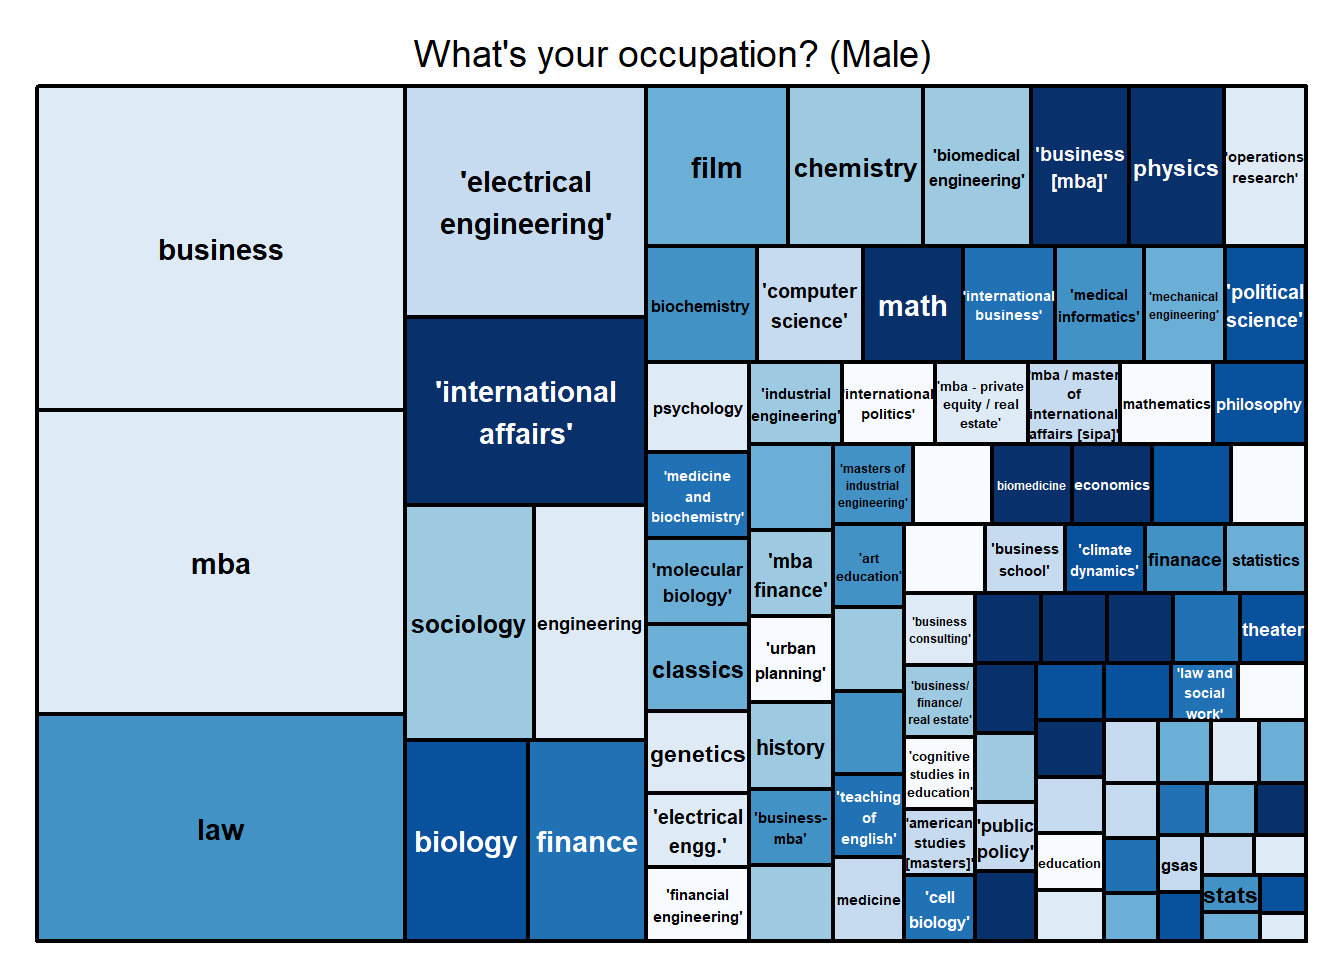 What's your occupation? (Male)
business
mba
law
'electrical
engineering'
'international
affairs'
sociology
engineering
biology
finance
film
chemistry
'biomedical
engineering'
'business
[mba]'
physics
'operations
research'
biochemistry
'computer
science'
math
'international
business'
'medical
informatics'
'mechanical
engineering'
'political
science'
psychology
'industrial
engineering'
'international
politics'
'mba - private
equity / real
estate'
'mba / master
of
international
affairs [sipa]'
mathematics
philosophy
'medicine
and
biochemistry'
'masters of
industrial
engineering'
biomedicine
economics
'molecular
biology'
'mba
finance'
'art
education'
'business
school'
'climate
dynamics'
finanace
statistics
classics
'urban
planning'
'business
consulting'
theater
'business/
finance/
real estate'
'law and
social
work'
genetics
history
'cognitive
studies in
education'
'electrical
engg.'
'business-
mba'
'teaching
of
english'
'american
studies
[masters]'
'public
policy'
education
gsas
'financial
engineering'
medicine
'cell
biology'
stats